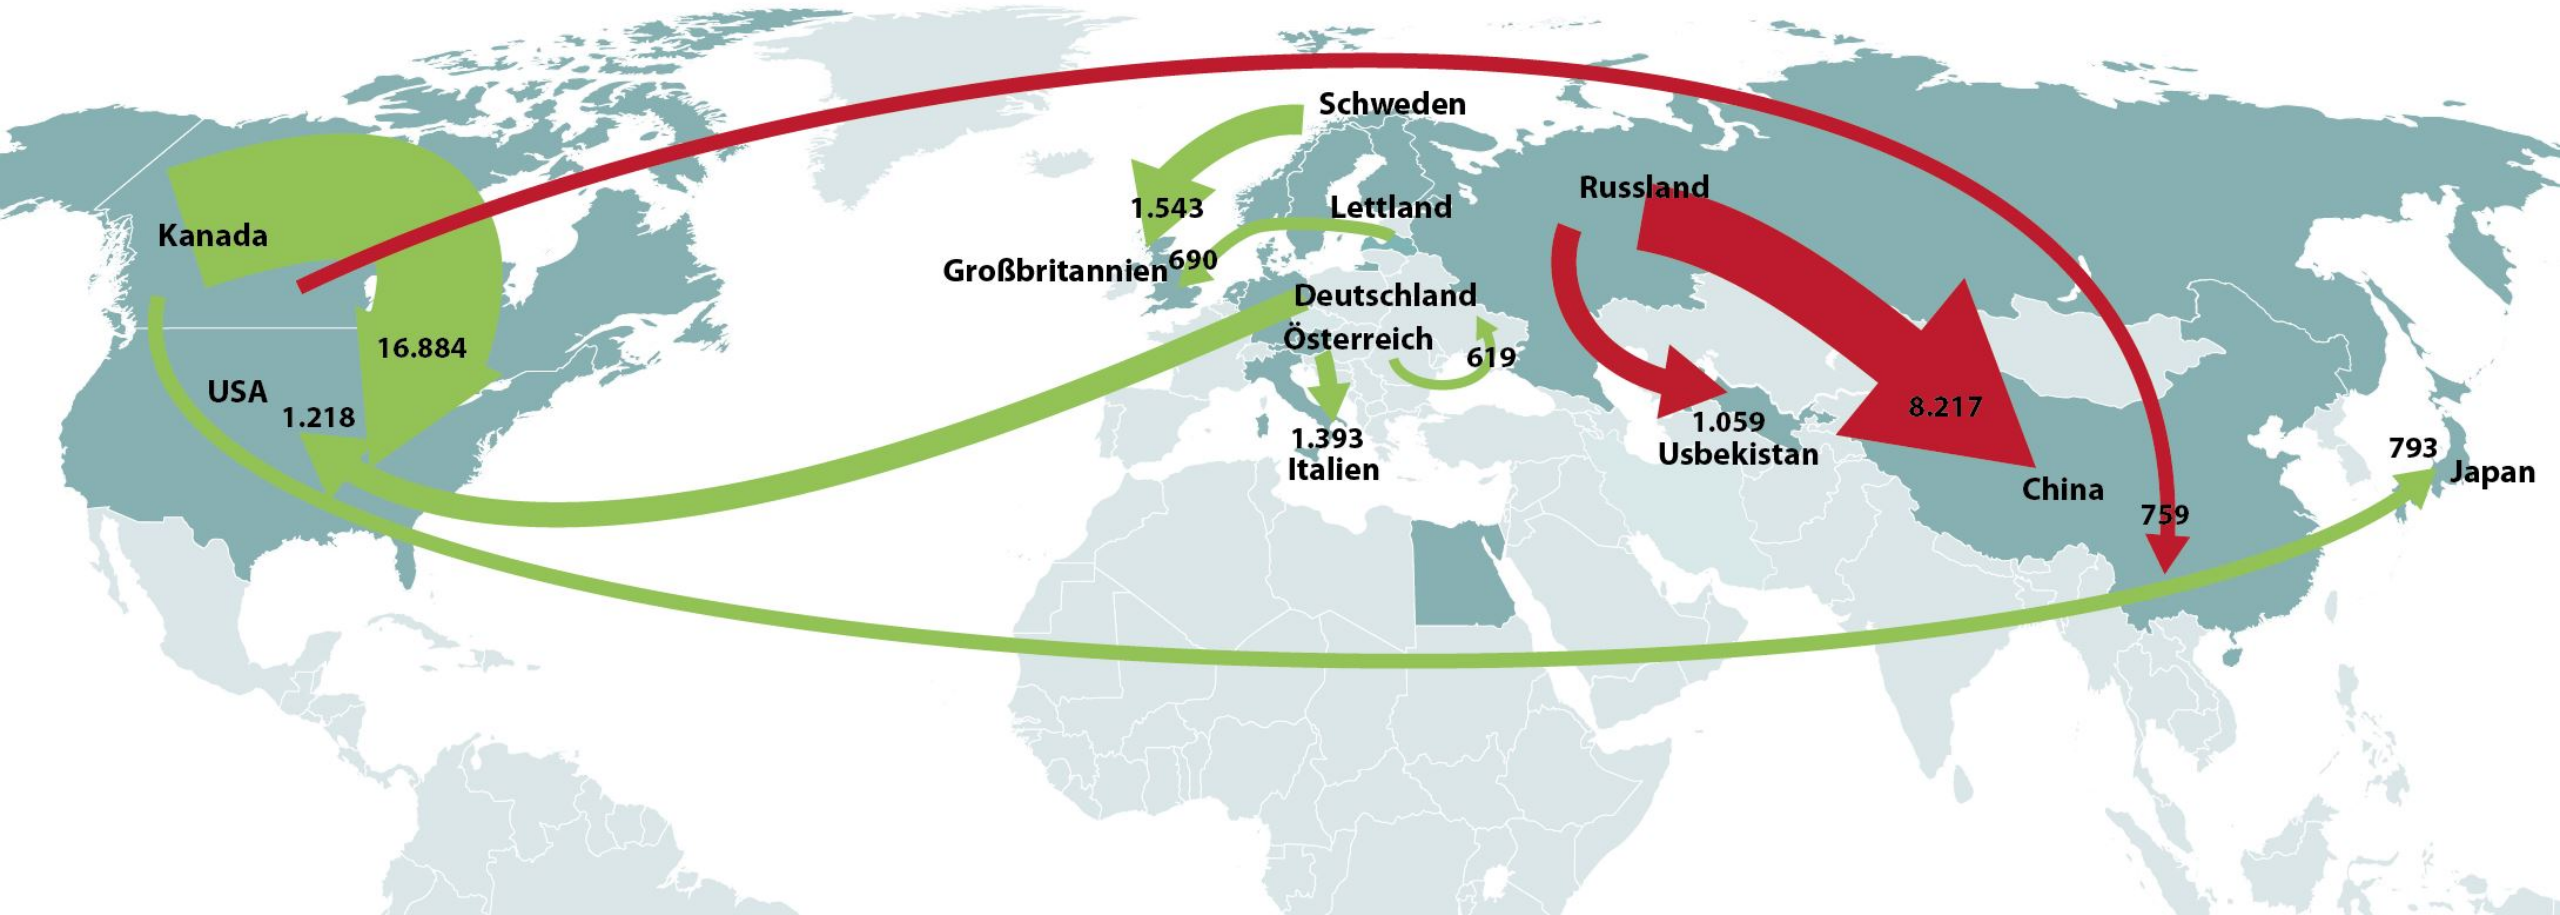 Schweden
Russland
1.543
Lettland
Kanada
Großbritannien
690
Deutschland
Österreich
16.884
619
USA
1.218
8.217
1.059
1.393
Usbekistan
Italien
793
Japan
China
759